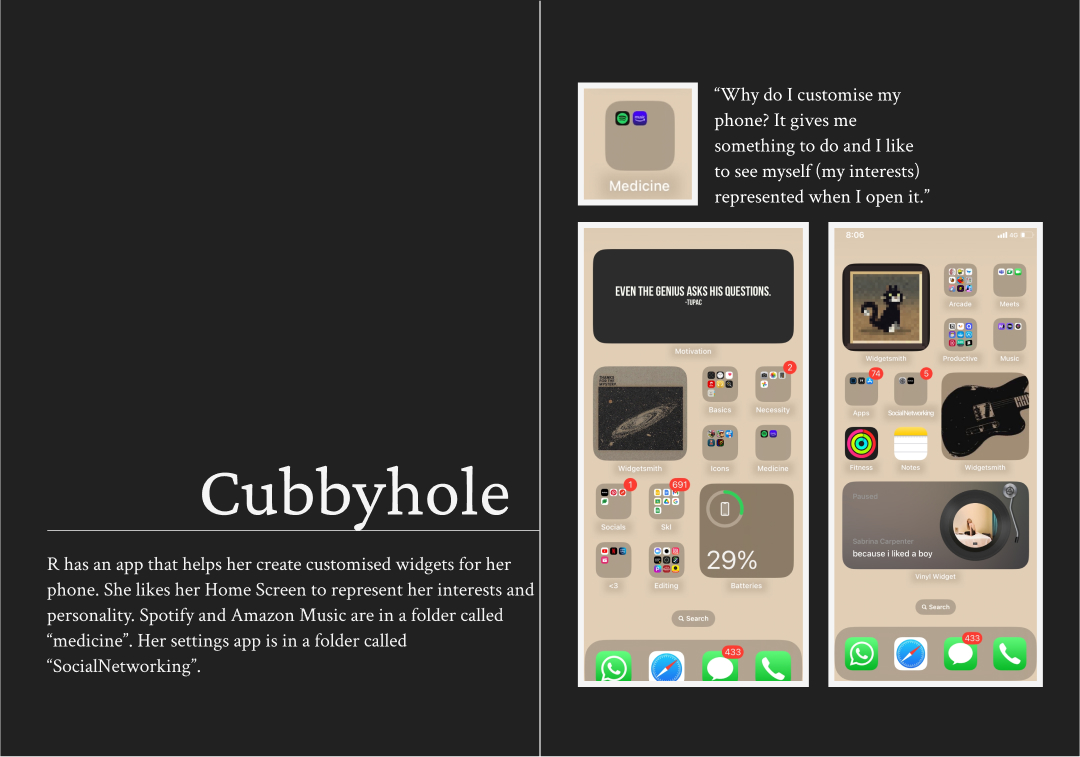 Cubbyhole
R has an app that helps her create customised widgets for her
phone. She likes her Home Screen to represent her interests and
personality. Spotify and Amazon Music are in a folder called
“medicine”. Her settings app is in a folder called
“SocialNetworking”.
Medicine
“Why do I customise my
phone? It gives me
something to do and I like
to see myself (my interests)
represented when I open it.”
EVEN THE GENIUS ASKS HIS QUESTIONS.
-TUPAC
Motivation
THANKS
FOR THE
MYSTERY
2
Widgetsmith
Basics
Necessity
Icons
Medicine
1
691
Socials
Skl
<3
Editing
29%
Batteries
Search
433
8:06
4G
Widgetsmith
Arcade
Meets
Productive
Music
74
5
Apps
SocialNetworking
Fitness
Notes
Widgetsmith
Paused
Sabrina Carpenter
because i liked a boy
Vinyl Widget
Search
433